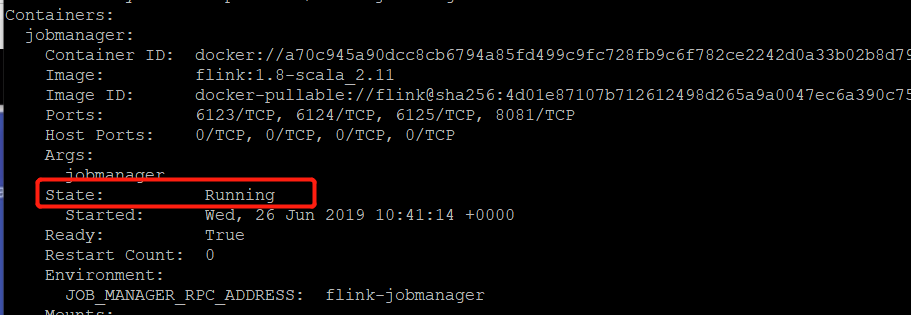 Containers:
jobmanager:
Container ID: docker://a70c945a90dcc8cb6794a85fd499c9fc728fb9c6f782ce2242d0a33b02b8d79
Image: flink:1.8-scala_2.11
Image ID: docker-pullable://flink@sha256:4d01e87107b712612498d265a9a0047ec6a390c75
Ports: 6123/TCP, 6124/TCP, 6125/TCP, 8081/TCP
Host Ports: 0/TCP, 0/TCP, 0/TCP, 0/TCP
Args:
jobmanager
State: Running
Started: Wed, 26 Jun 2019 10:41:14 +0000
Ready: True
Restart Count: 0
Environment:
JOB_MANAGER_RPC_ADDRESS: flink-jobmanager
Mounts: